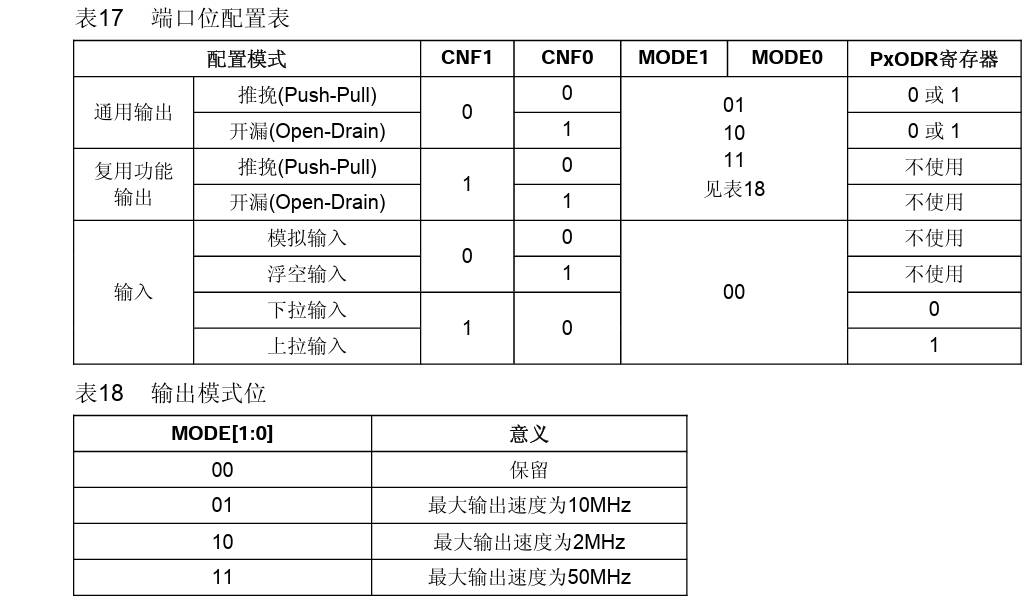 表17 端口位配置表
配置模式 CNF1 CNF0 MODE1 MODE0 PxODR寄存器
通用输出 推挽(Push-Pull) 0 0 01 10 11 见表18 0 或 1
开漏(Open-Drain) 1 0 或 1
复用功能输出 推挽(Push-Pull) 1 0 不使用
开漏(Open-Drain) 1 不使用
输入 模拟输入 0 0 00 不使用
浮空输入 1 不使用
下拉输入 1 0 0
上拉输入 1
表18 输出模式位
MODE[1:0] 意义
00 保留
01 最大输出速度为10MHz
10 最大输出速度为2MHz
11 最大输出速度为50MHz